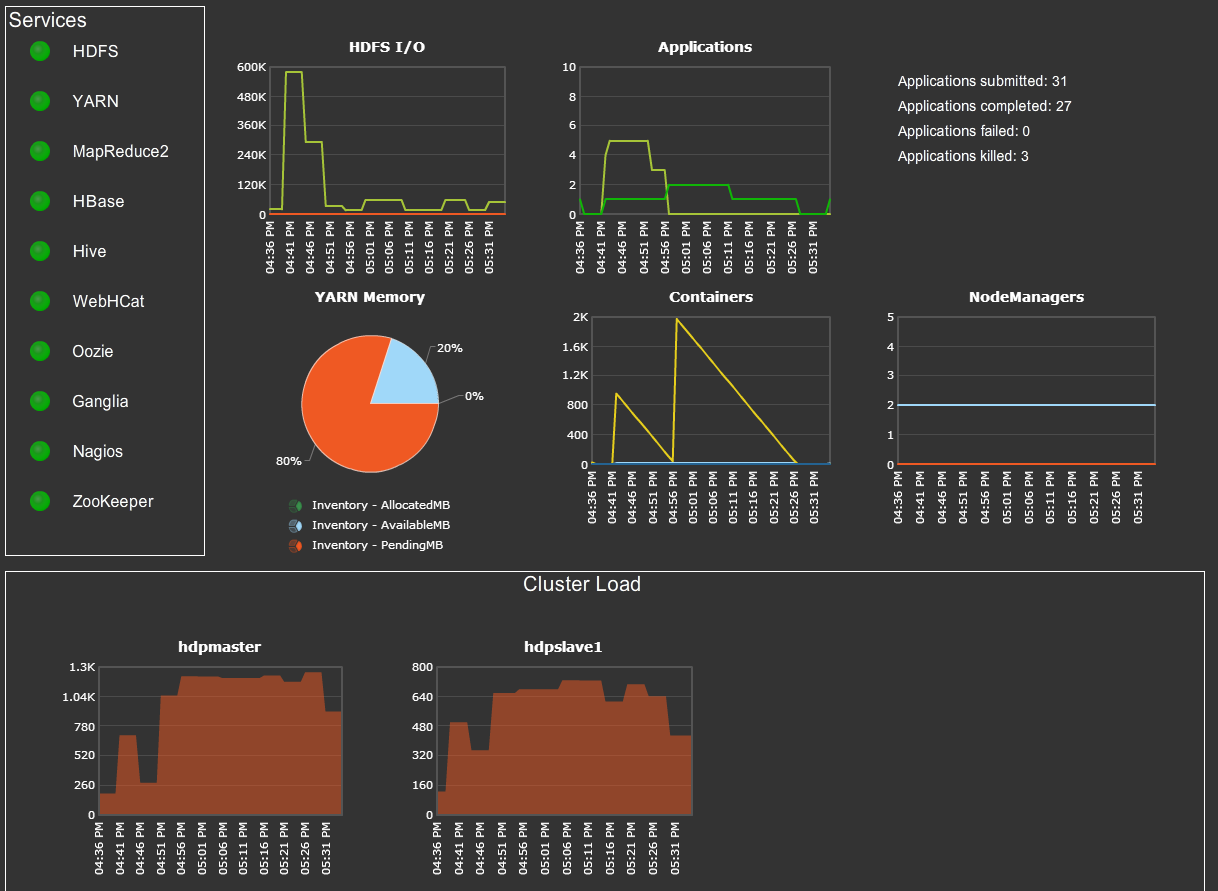 Services
HDFS
YARN
MapReduce2
HBase
Hive
WebHCat
Oozie
Ganglia
Nagios
ZooKeeper
HDFS I/O
600K
480K
360K
240K
120K
0
04:36 PM
04:41 PM
04:46 PM
04:51 PM
04:56 PM
05:01 PM
05:06 PM
05:11 PM
05:16 PM
05:21 PM
05:26 PM
05:31 PM
Applications
10
8
6
4
2
0
04:36 PM
04:41 PM
04:46 PM
04:51 PM
04:56 PM
05:01 PM
05:06 PM
05:11 PM
05:16 PM
05:21 PM
05:26 PM
05:31 PM
Applications submitted: 31
Applications completed: 27
Applications failed: 0
Applications killed: 3
YARN Memory
20%
0%
80%
Inventory - AllocatedMB
Inventory - AvailableMB
Inventory - PendingMB
Containers
2K
1.6K
1.2K
800
400
0
04:36 PM
04:41 PM
04:46 PM
04:51 PM
04:56 PM
05:01 PM
05:06 PM
05:11 PM
05:16 PM
05:21 PM
05:26 PM
05:31 PM
NodeManagers
5
4
3
2
1
0
04:36 PM
04:41 PM
04:46 PM
04:51 PM
04:56 PM
05:01 PM
05:06 PM
05:11 PM
05:16 PM
05:21 PM
05:26 PM
05:31 PM
Cluster Load
hdpmaster
1.3K
1.04K
780
520
260
0
04:36 PM
04:41 PM
04:46 PM
04:51 PM
04:56 PM
05:01 PM
05:06 PM
05:11 PM
05:16 PM
05:21 PM
05:26 PM
05:31 PM
hdpslave1
800
640
480
320
160
0
04:36 PM
04:41 PM
04:46 PM
04:51 PM
04:56 PM
05:01 PM
05:06 PM
05:11 PM
05:16 PM
05:21 PM
05:26 PM
05:31 PM